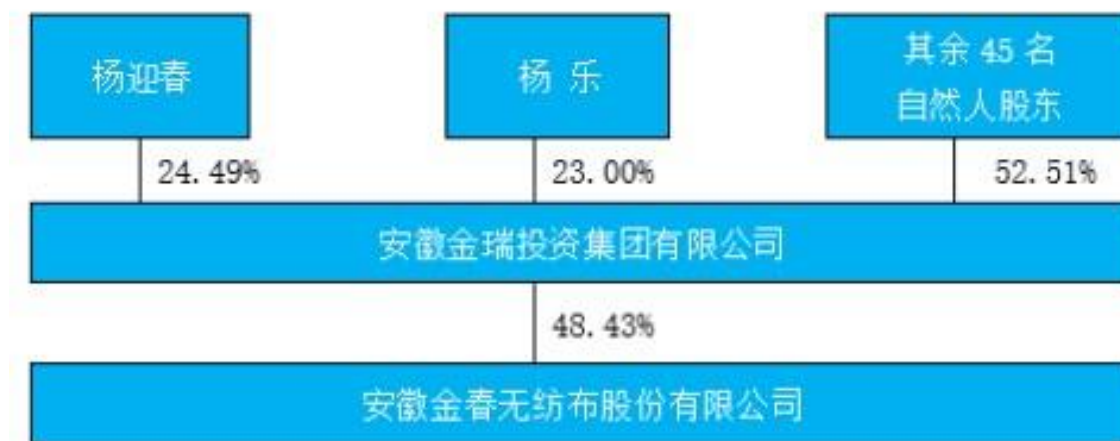 杨迎春
杨 乐
其余 45 名
自然人股东
24.49%
23.00%
52.51%
安徽金瑞投资集团有限公司
48.43%
安徽金春无纺布股份有限公司